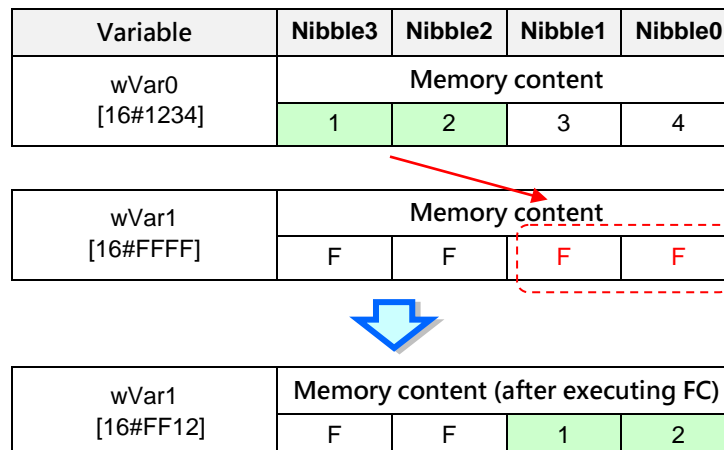 Variable Nibble3 Nibble2 Nibble1 Nibble0
wVar0
[16#1234]
Memory content
1 2 3 4
wVar1
[16#FFFF]
Memory content
F F F F
wVar1
[16#FF12]
Memory content (after executing FC)
F F 1 2